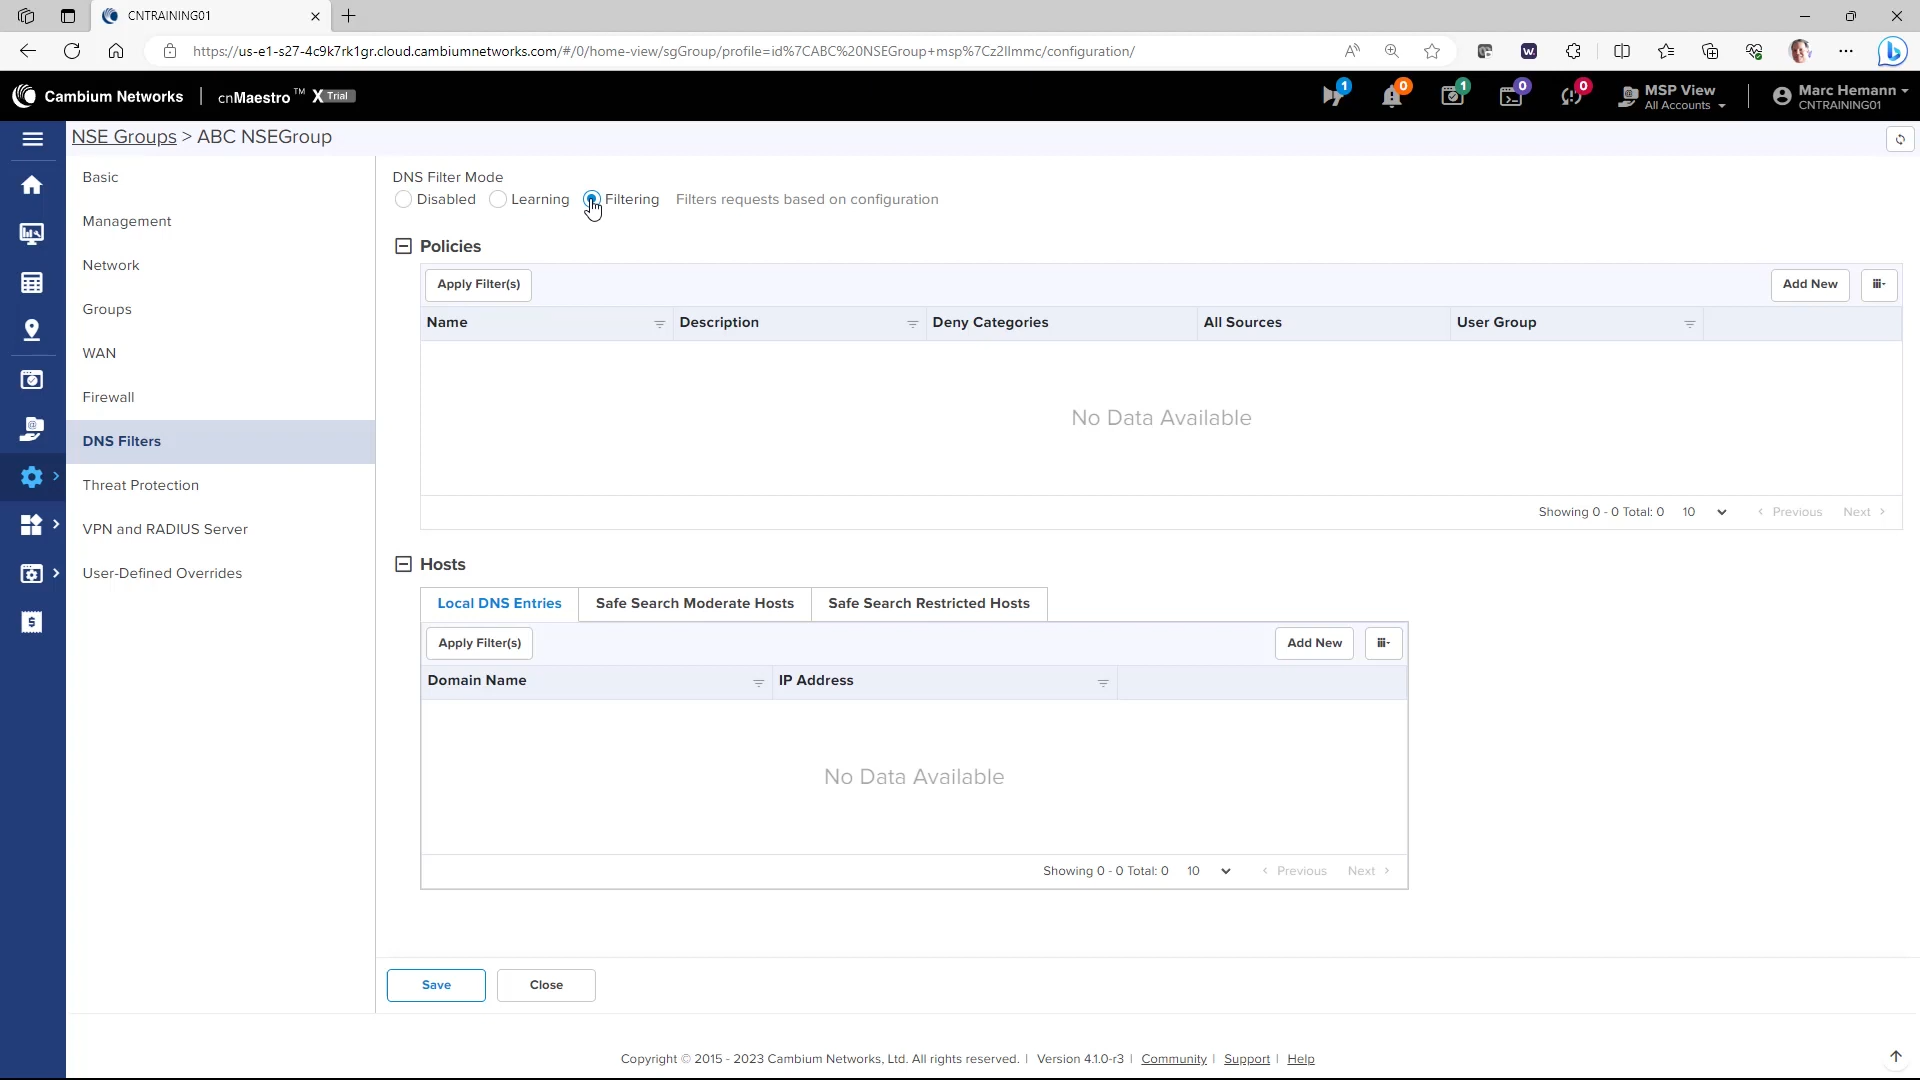 CNTRAINING01
https://us-e1-s27-4c9k7rk1gr.cloud.cambiumnetworks.com/#/0/home-view/sgGroup/profile=id%7CABC%20NSEGroup+msp%7Cz2IImmc/configuration/
Cambium Networks | cnMaestro™ X Trial
1
0
1
0
0
MSP View
All Accounts
Marc Hemann
CNTRAINING01
NSE Groups > ABC NSEGroup
Basic
Management
Network
Groups
WAN
Firewall
DNS Filters
Threat Protection
VPN and RADIUS Server
User-Defined Overrides
DNS Filter Mode
Disabled Learning Filtering Filters requests based on configuration
Policies
Apply Filter(s) Add New
Name Description Deny Categories All Sources User Group
No Data Available
Showing 0 - 0 Total: 0 10 < Previous Next >
Hosts
Local DNS Entries Safe Search Moderate Hosts Safe Search Restricted Hosts
Apply Filter(s) Add New
Domain Name IP Address
No Data Available
Showing 0 - 0 Total: 0 10 < Previous Next >
Save Close
Copyright © 2015 - 2023 Cambium Networks, Ltd. All rights reserved. | Version 4.1.0-r3 | Community | Support | Help